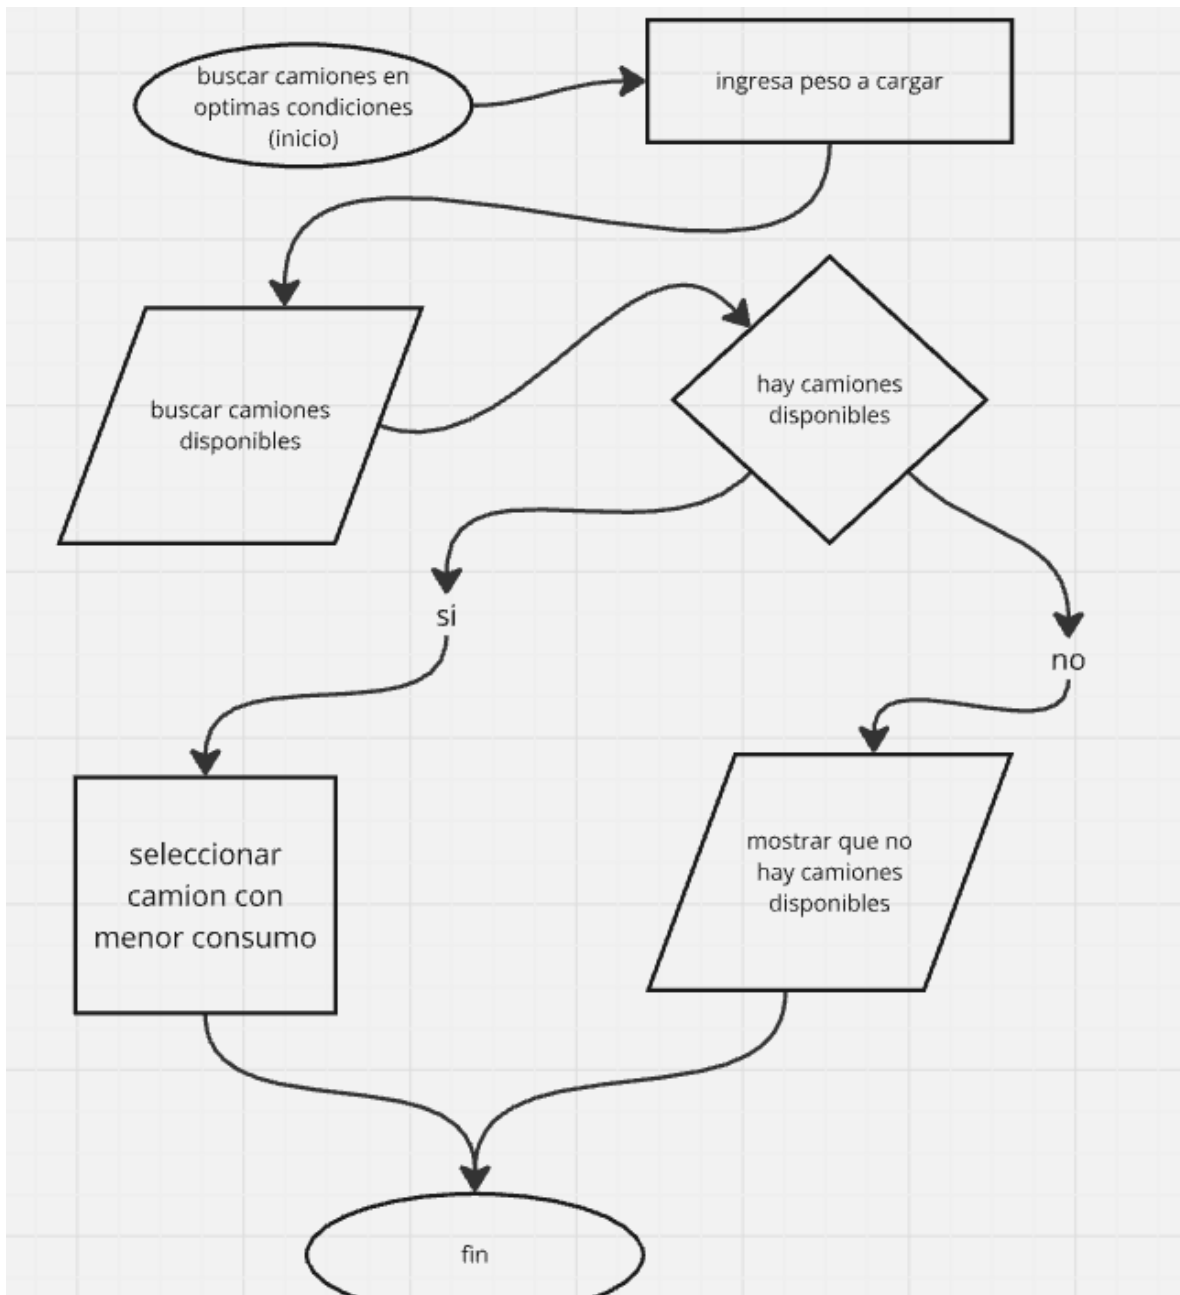 buscar camiones en
optimas condiciones
(inicio)
ingresa peso a cargar
buscar camiones
disponibles
hay camiones
disponibles
si
no
seleccionar
camion con
menor consumo
mostrar que no
hay camiones
disponibles
fin